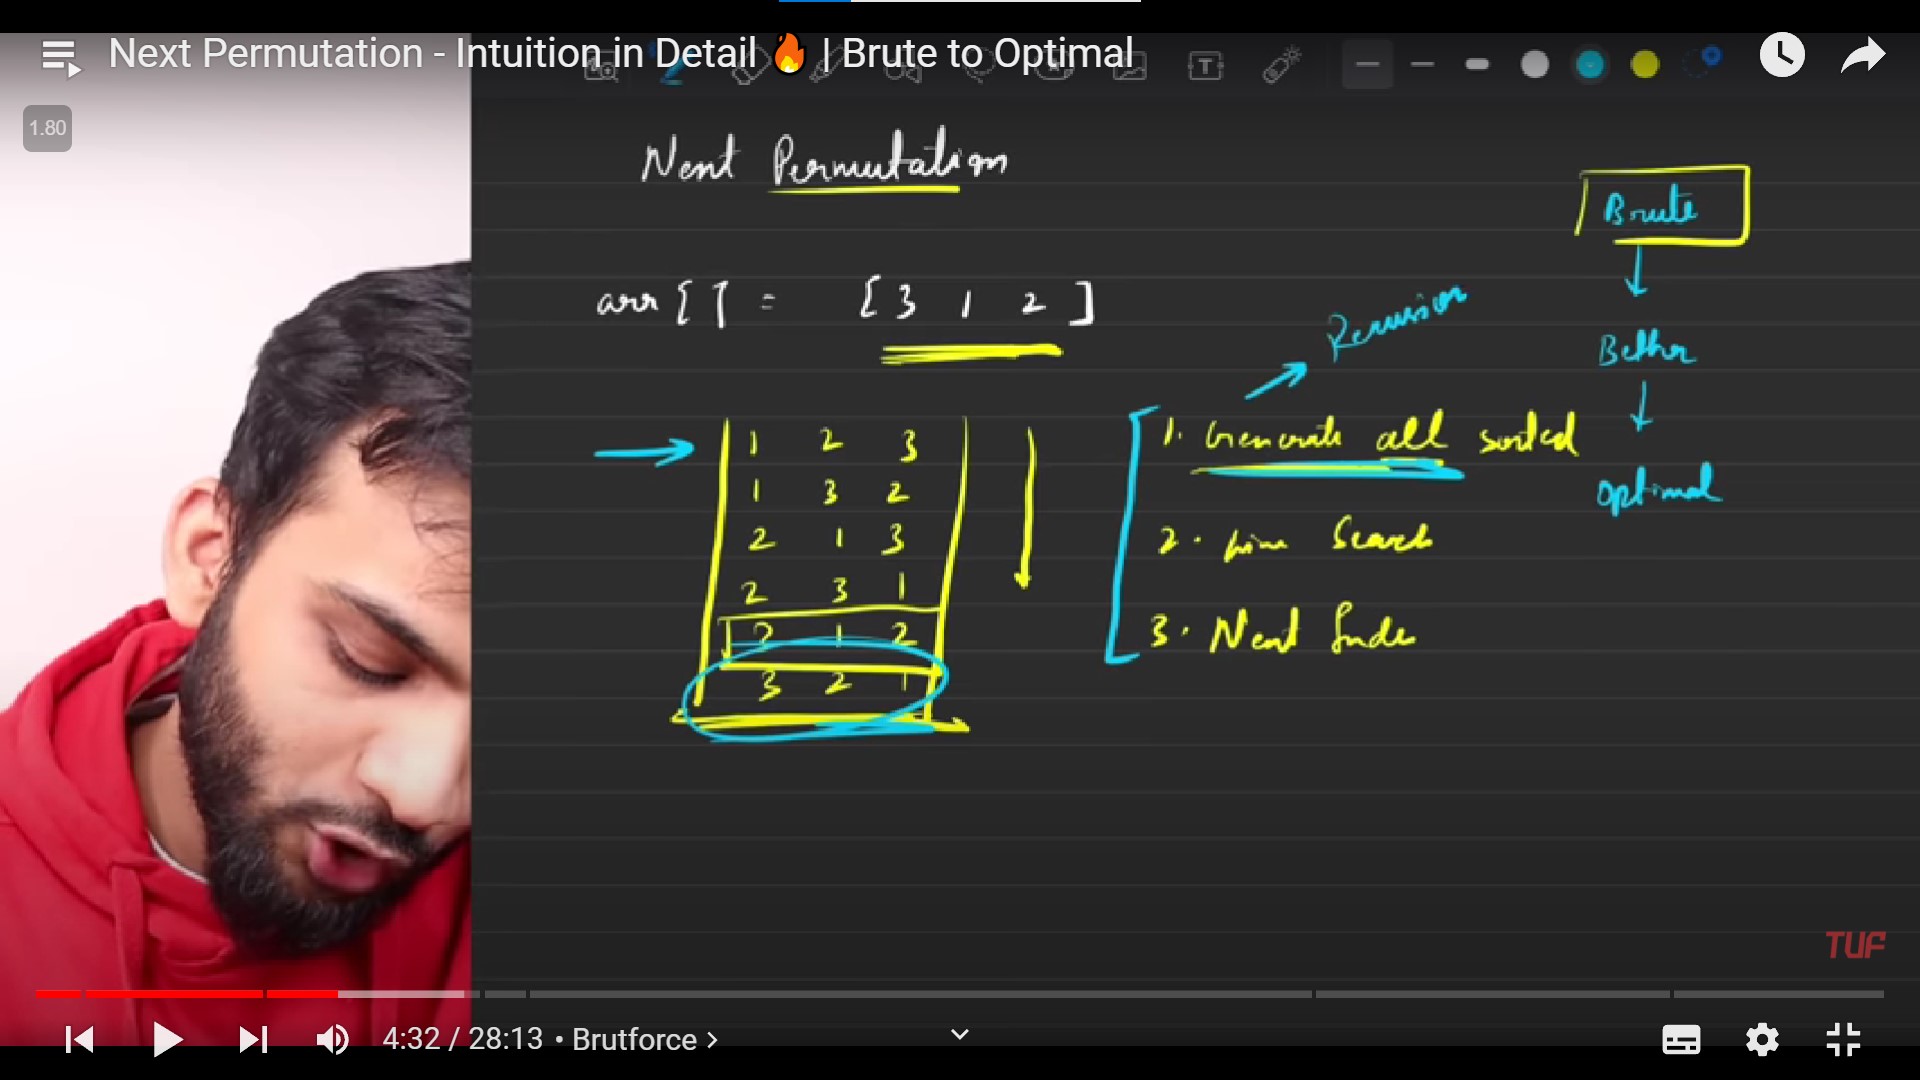 Next Permutation - Intuition in Detail🔥 | Brute to Optimal
1.80
Next Permutation
Brute
arr [ ] = [ 3 1 2 ]
Recursion
Better
1 2 3
1. Generate all sorted
1 3 2
Optimal
2 1 3
2. Linear Search
2 3 1
3 1 2
3. Next Index
3 2 1
TUF
4:32 / 28:13 • Brutforce >